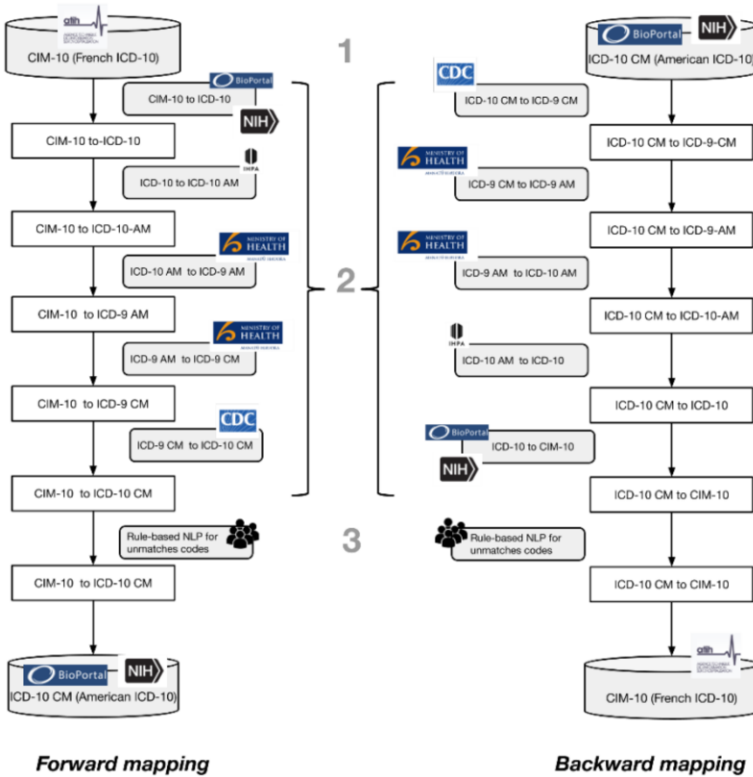 atih
CIM-10 (French ICD-10)
BioPortal
CIM-10 to ICD-10
NIH
CIM-10 to-ICD-10
IHPA
ICD-10 to ICD-10 AM
CIM-10 to ICD-10-AM
MINISTRY OF
HEALTH
ICD-10 AM to ICD-9 AM
CIM-10 to ICD-9 AM
MINISTRY OF
HEALTH
ICD-9 AM to ICD-9 CM
CIM-10 to ICD-9 CM
CDC
ICD-9 CM to ICD-10 CM
CIM-10 to ICD-10 CM
Rule-based NLP for
unmatches codes
CIM-10 to ICD-10 CM
BioPortal
NIH
ICD-10 CM (American ICD-10)
Forward mapping
1
2
3
BioPortal
NIH
ICD-10 CM (American ICD-10)
CDC
ICD-10 CM to ICD-9 CM
ICD-10 CM to ICD-9-CM
MINISTRY OF
HEALTH
ICD-9 CM to ICD-9 AM
ICD-10 CM to ICD-9-AM
MINISTRY OF
HEALTH
ICD-9 AM to ICD-10 AM
ICD-10 CM to ICD-10-AM
IHPA
ICD-10 AM to ICD-10
ICD-10 CM to ICD-10
BioPortal
ICD-10 to CIM-10
NIH
ICD-10 CM to CIM-10
Rule-based NLP for
unmatches codes
ICD-10 CM to CIM-10
atih
CIM-10 (French ICD-10)
Backward mapping